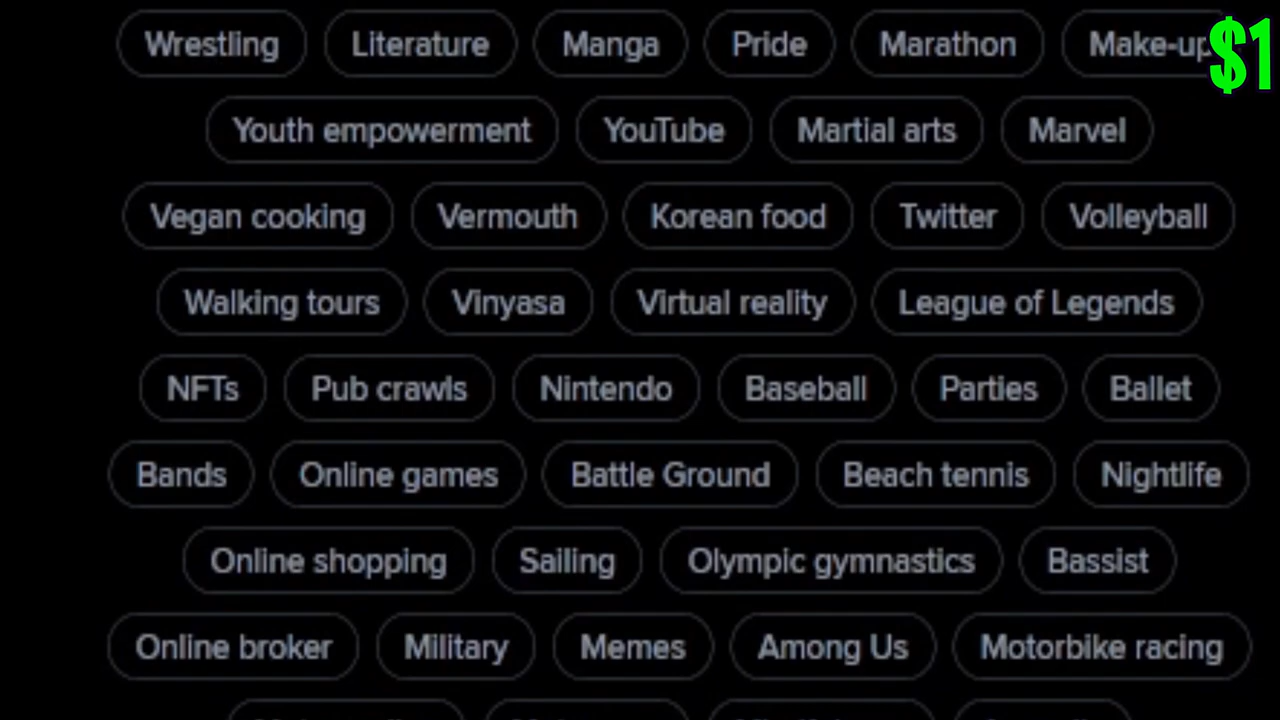 Wrestling Literature Manga Pride Marathon Make-up $1
Youth empowerment YouTube Martial arts Marvel
Vegan cooking Vermouth Korean food Twitter Volleyball
Walking tours Vinyasa Virtual reality League of Legends
NFTs Pub crawls Nintendo Baseball Parties Ballet
Bands Online games Battle Ground Beach tennis Nightlife
Online shopping Sailing Olympic gymnastics Bassist
Online broker Military Memes Among Us Motorbike racing